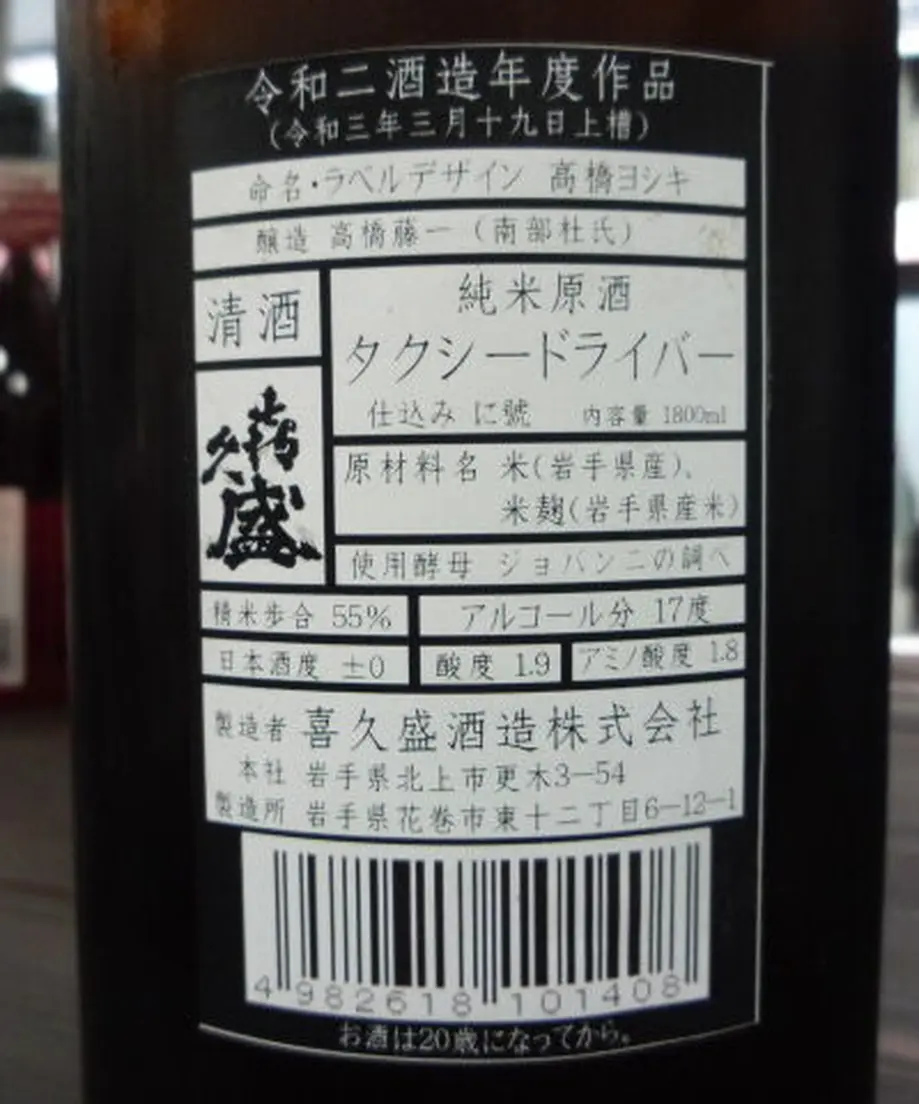 令和二酒造年度作品
(令和三年三月十九日上槽)
命名・ラベルデザイン 高橋ヨシキ
醸造 高橋藤一 (南部杜氏)
清酒
純米原酒
タクシードライバー
仕込み に號 内容量 1800ml
喜久盛
原材料名 米(岩手県産)、
米麹(岩手県産米)
使用酵母 ジョバンニの調べ
精米歩合 55%
アルコール分 17度
日本酒度 ±0
酸度 1.9
アミノ酸度 1.8
製造者 喜久盛酒造株式会社
本社 岩手県北上市更木3-54
製造所 岩手県花巻市東十二丁目6-12-1
4982618101408
お酒は20歳になってから。